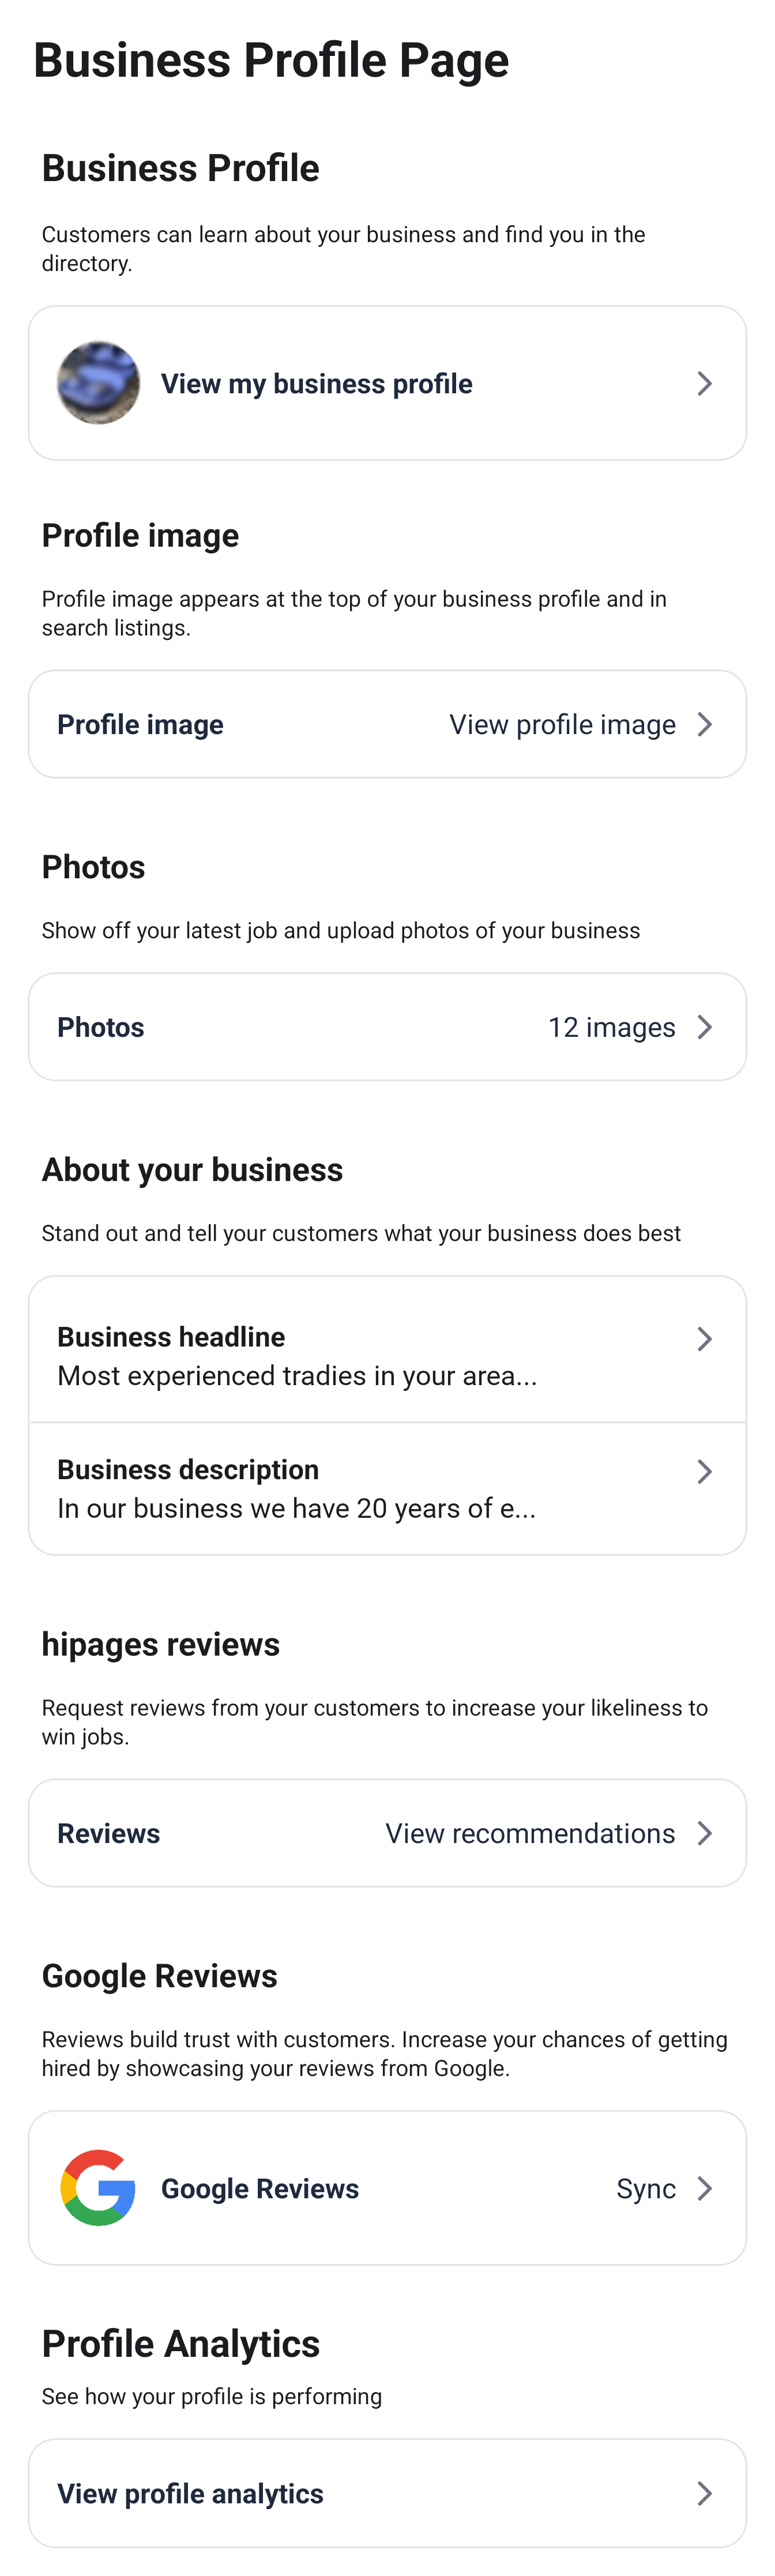 Business Profile Page
Business Profile
Customers can learn about your business and find you in the
directory.
View my business profile
Profile image
Profile image appears at the top of your business profile and in
search listings.
Profile image View profile image
Photos
Show off your latest job and upload photos of your business
Photos 12 images
About your business
Stand out and tell your customers what your business does best
Business headline
Most experienced tradies in your area...
Business description
In our business we have 20 years of e...
hipages reviews
Request reviews from your customers to increase your likeliness to
win jobs.
Reviews View recommendations
Google Reviews
Reviews build trust with customers. Increase your chances of getting
hired by showcasing your reviews from Google.
Google Reviews Sync
Profile Analytics
See how your profile is performing
View profile analytics